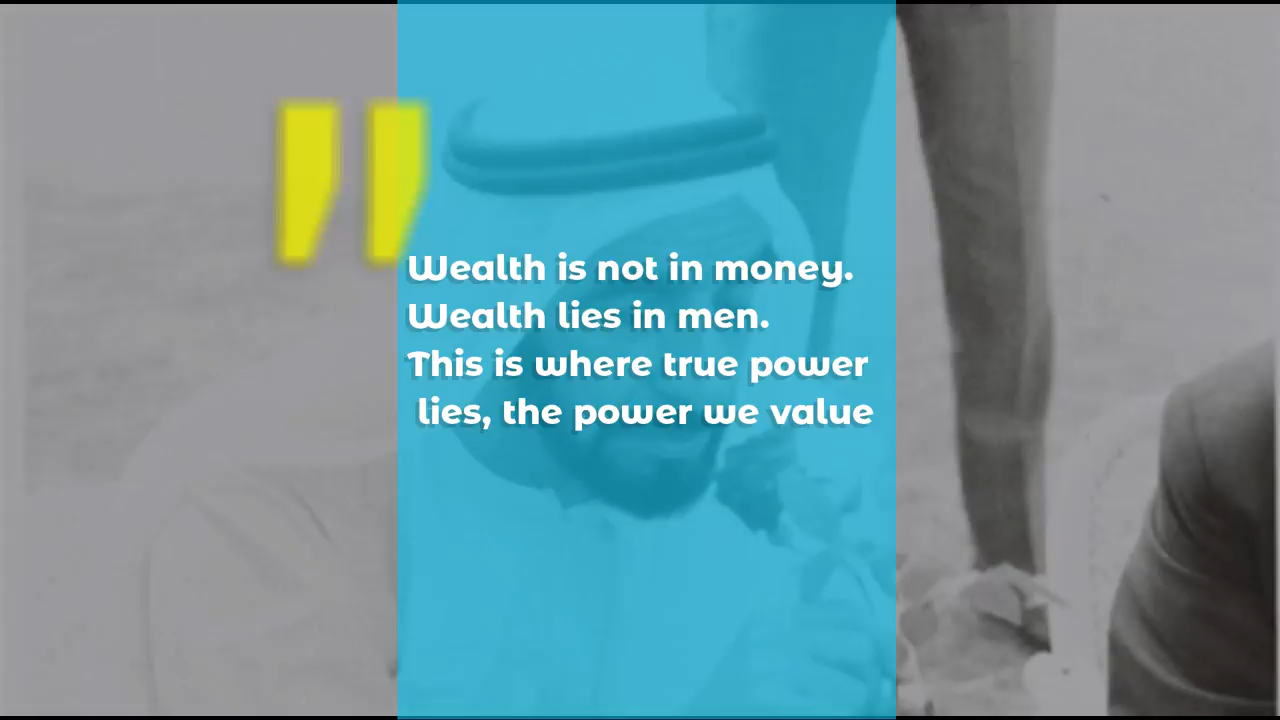 "
Wealth is not in money.
Wealth lies in men.
This is where true power
lies, the power we value